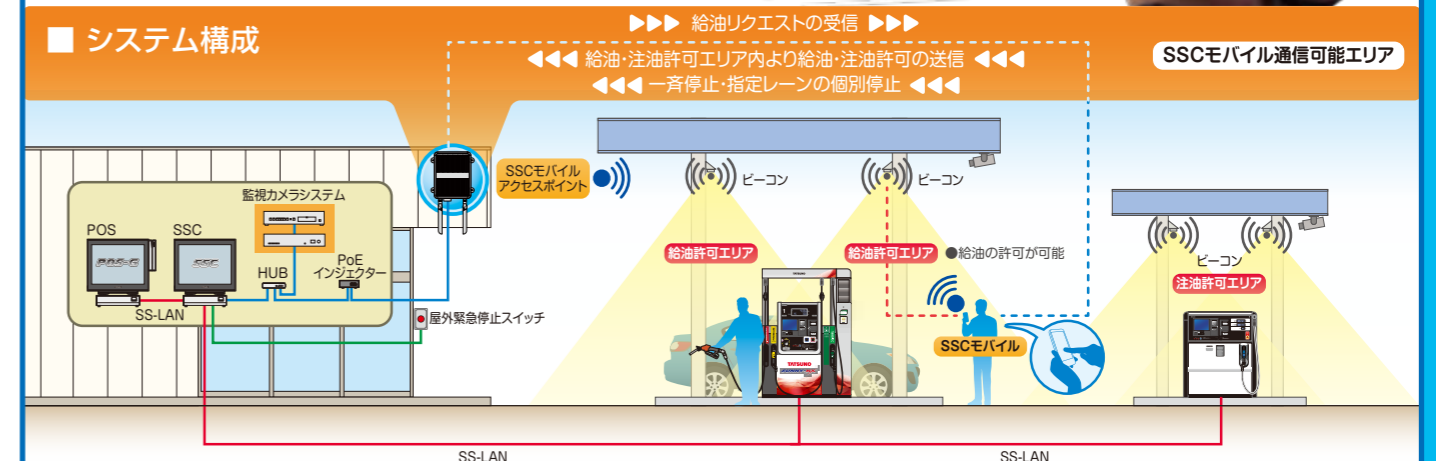 ■ システム構成
▶▶▶ 給油リクエストの受信 ▶▶▶
◀◀◀ 給油・注油許可エリア内より給油・注油許可の送信 ◀◀◀
◀◀◀ 一斉停止・指定レーンの個別停止 ◀◀◀
SSCモバイル通信可能エリア
SSCモバイル
アクセスポイント
ビーコン
ビーコン
監視カメラシステム
POS
SSC
POS-G
SSC
HUB
PoE
インジェクター
SS-LAN
屋外緊急停止スイッチ
給油許可エリア
給油許可エリア
●給油の許可が可能
ビーコン
注油許可エリア
SSCモバイル
TATSUNO
SS-LAN
SS-LAN